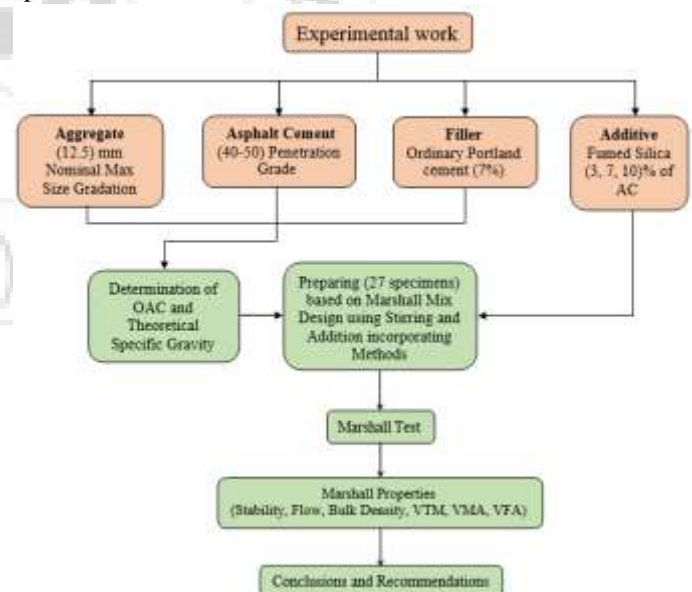 Experimental work
Aggregate
(12.5) mm
Nominal Max
Size Gradation
Asphalt Cement
(40-50) Penetration
Grade
Filler
Ordinary Portland
cement (7%)
Additive
Fumed Silica
(3, 7, 10)% of
AC
Determination of
OAC and
Theoretical
Specific Gravity
Preparing (27 specimens)
based on Marshall Mix
Design using Stirring and
Addition incorporating
Methods
Marshall Test
Marshall Properties
(Stability, Flow, Bulk Density, VTM, VMA, VFA)
Conclusions and Recommendations